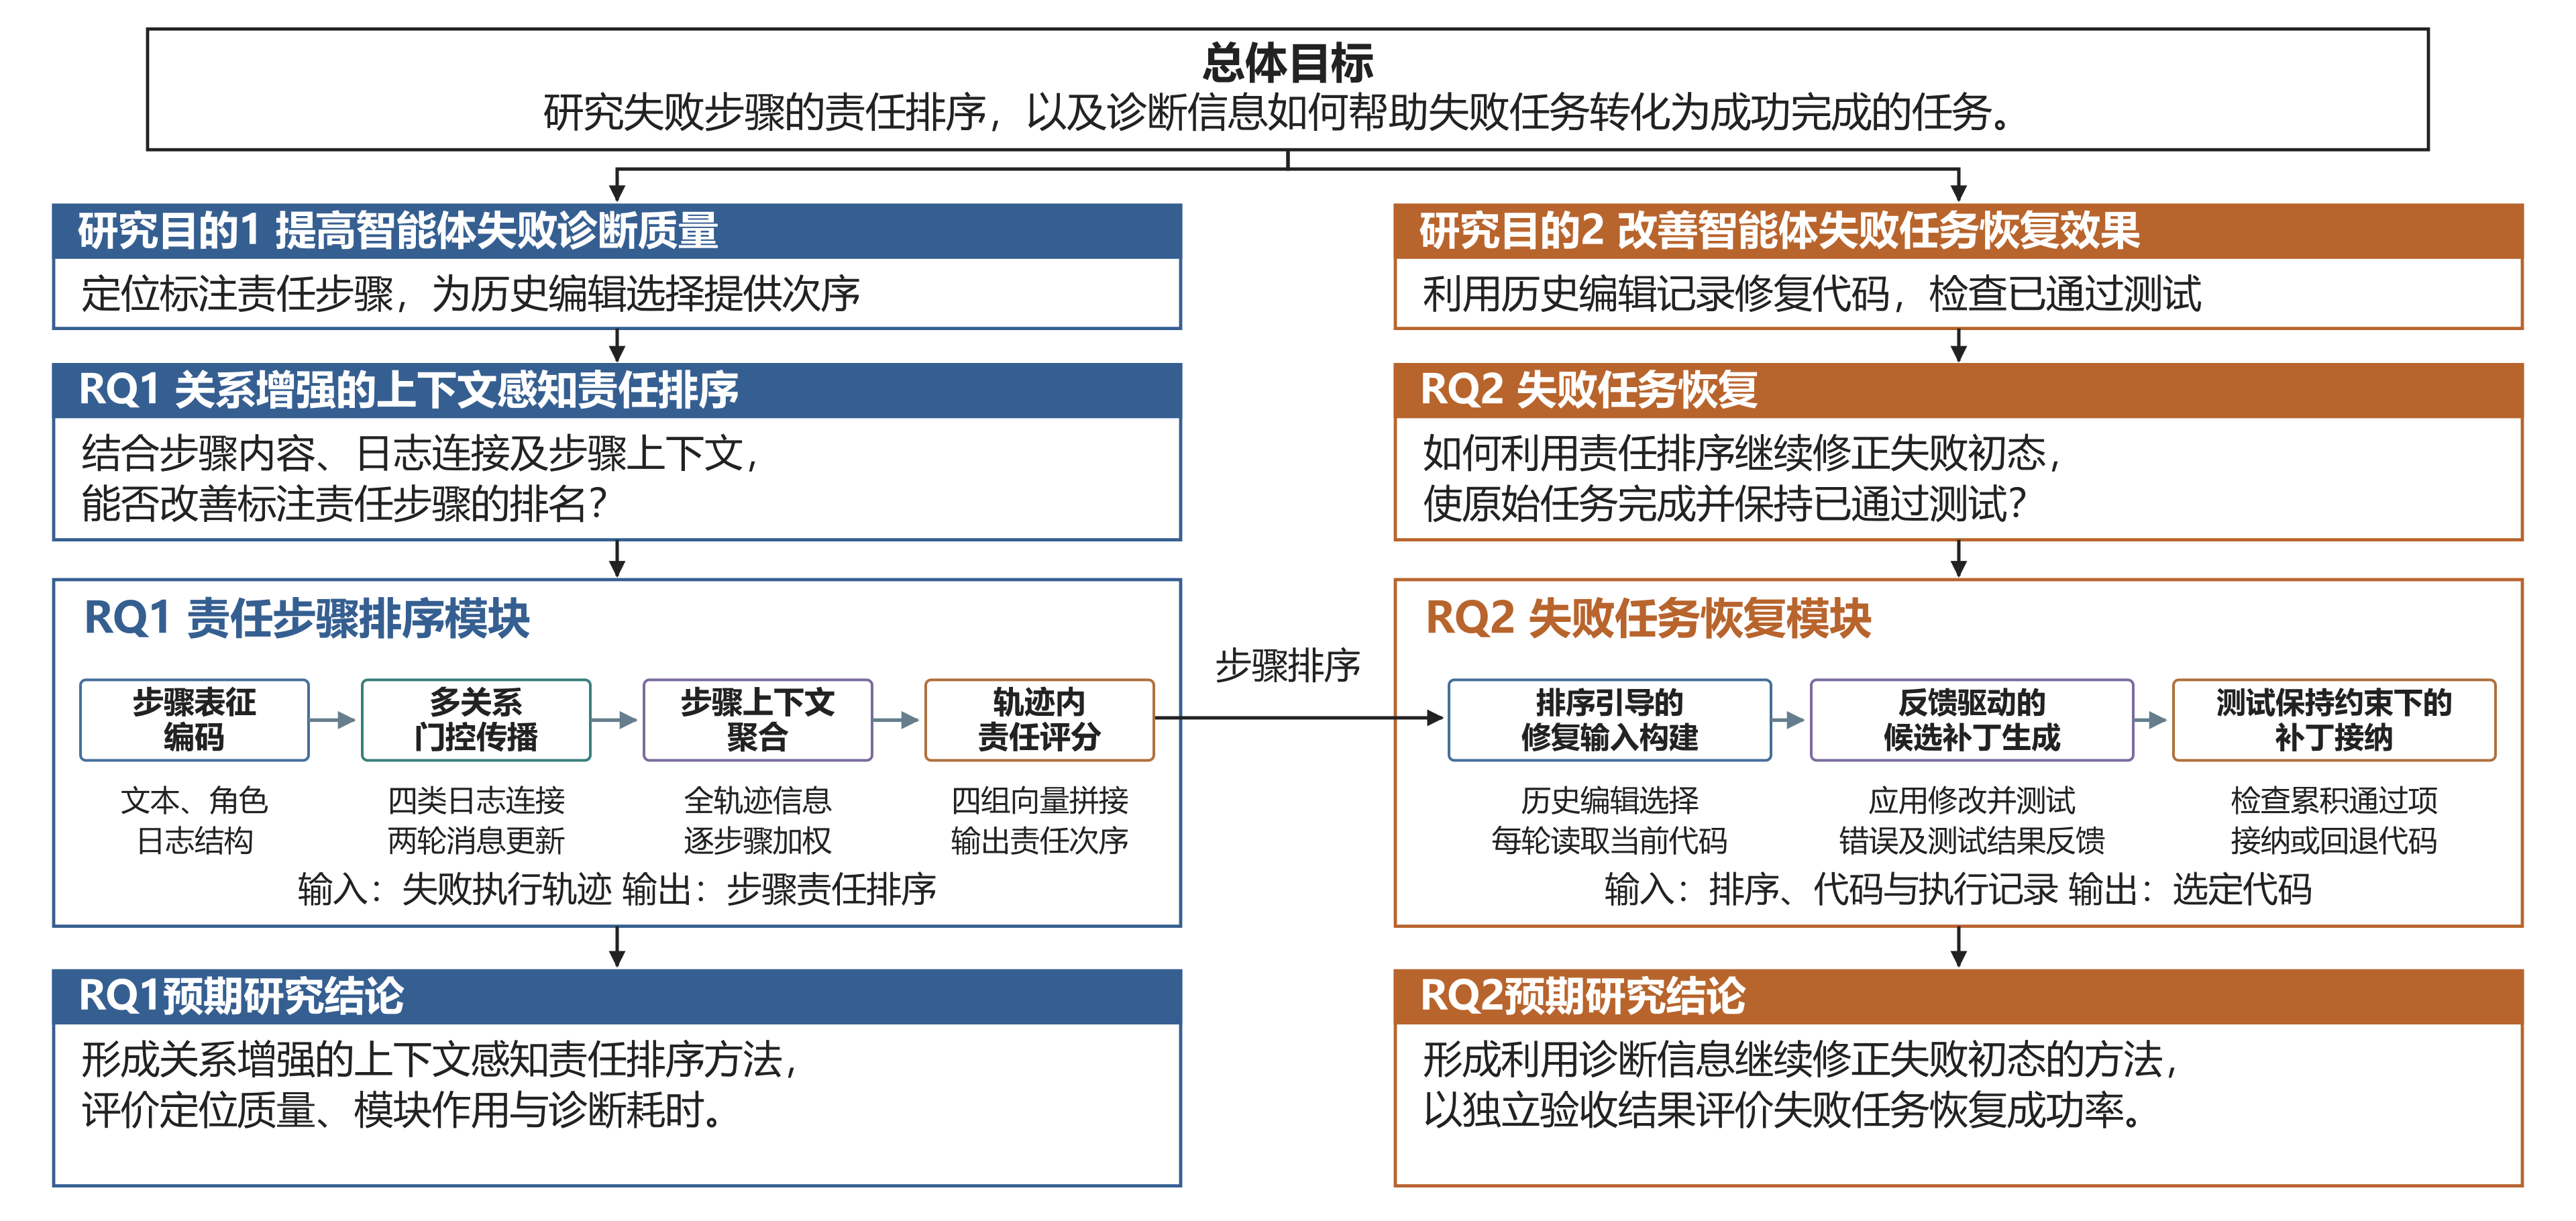 总体目标
研究失败步骤的责任排序，以及诊断信息如何帮助失败任务转化为成功完成的任务。
研究目的1 提高智能体失败诊断质量
定位标注责任步骤，为历史编辑选择提供次序
RQ1 关系增强的上下文感知责任排序
结合步骤内容、日志连接及步骤上下文，
能否改善标注责任步骤的排名？
RQ1 责任步骤排序模块
步骤表征
编码
多关系
门控传播
步骤上下文
聚合
轨迹内
责任评分
文本、角色
日志结构
四类日志连接
两轮消息更新
全轨迹信息
逐步骤加权
四组向量拼接
输出责任次序
输入：失败执行轨迹 输出：步骤责任排序
RQ1预期研究结论
形成关系增强的上下文感知责任排序方法，
评价定位质量、模块作用与诊断耗时。
步骤排序
研究目的2 改善智能体失败任务恢复效果
利用历史编辑记录修复代码，检查已通过测试
RQ2 失败任务恢复
如何利用责任排序继续修正失败初态，
使原始任务完成并保持已通过测试？
RQ2 失败任务恢复模块
排序引导的
修复输入构建
反馈驱动的
候选补丁生成
测试保持约束下的
补丁接纳
历史编辑选择
每轮读取当前代码
应用修改并测试
错误及测试结果反馈
检查累积通过项
接纳或回退代码
输入：排序、代码与执行记录 输出：选定代码
RQ2预期研究结论
形成利用诊断信息继续修正失败初态的方法，
以独立验收结果评价失败任务恢复成功率。